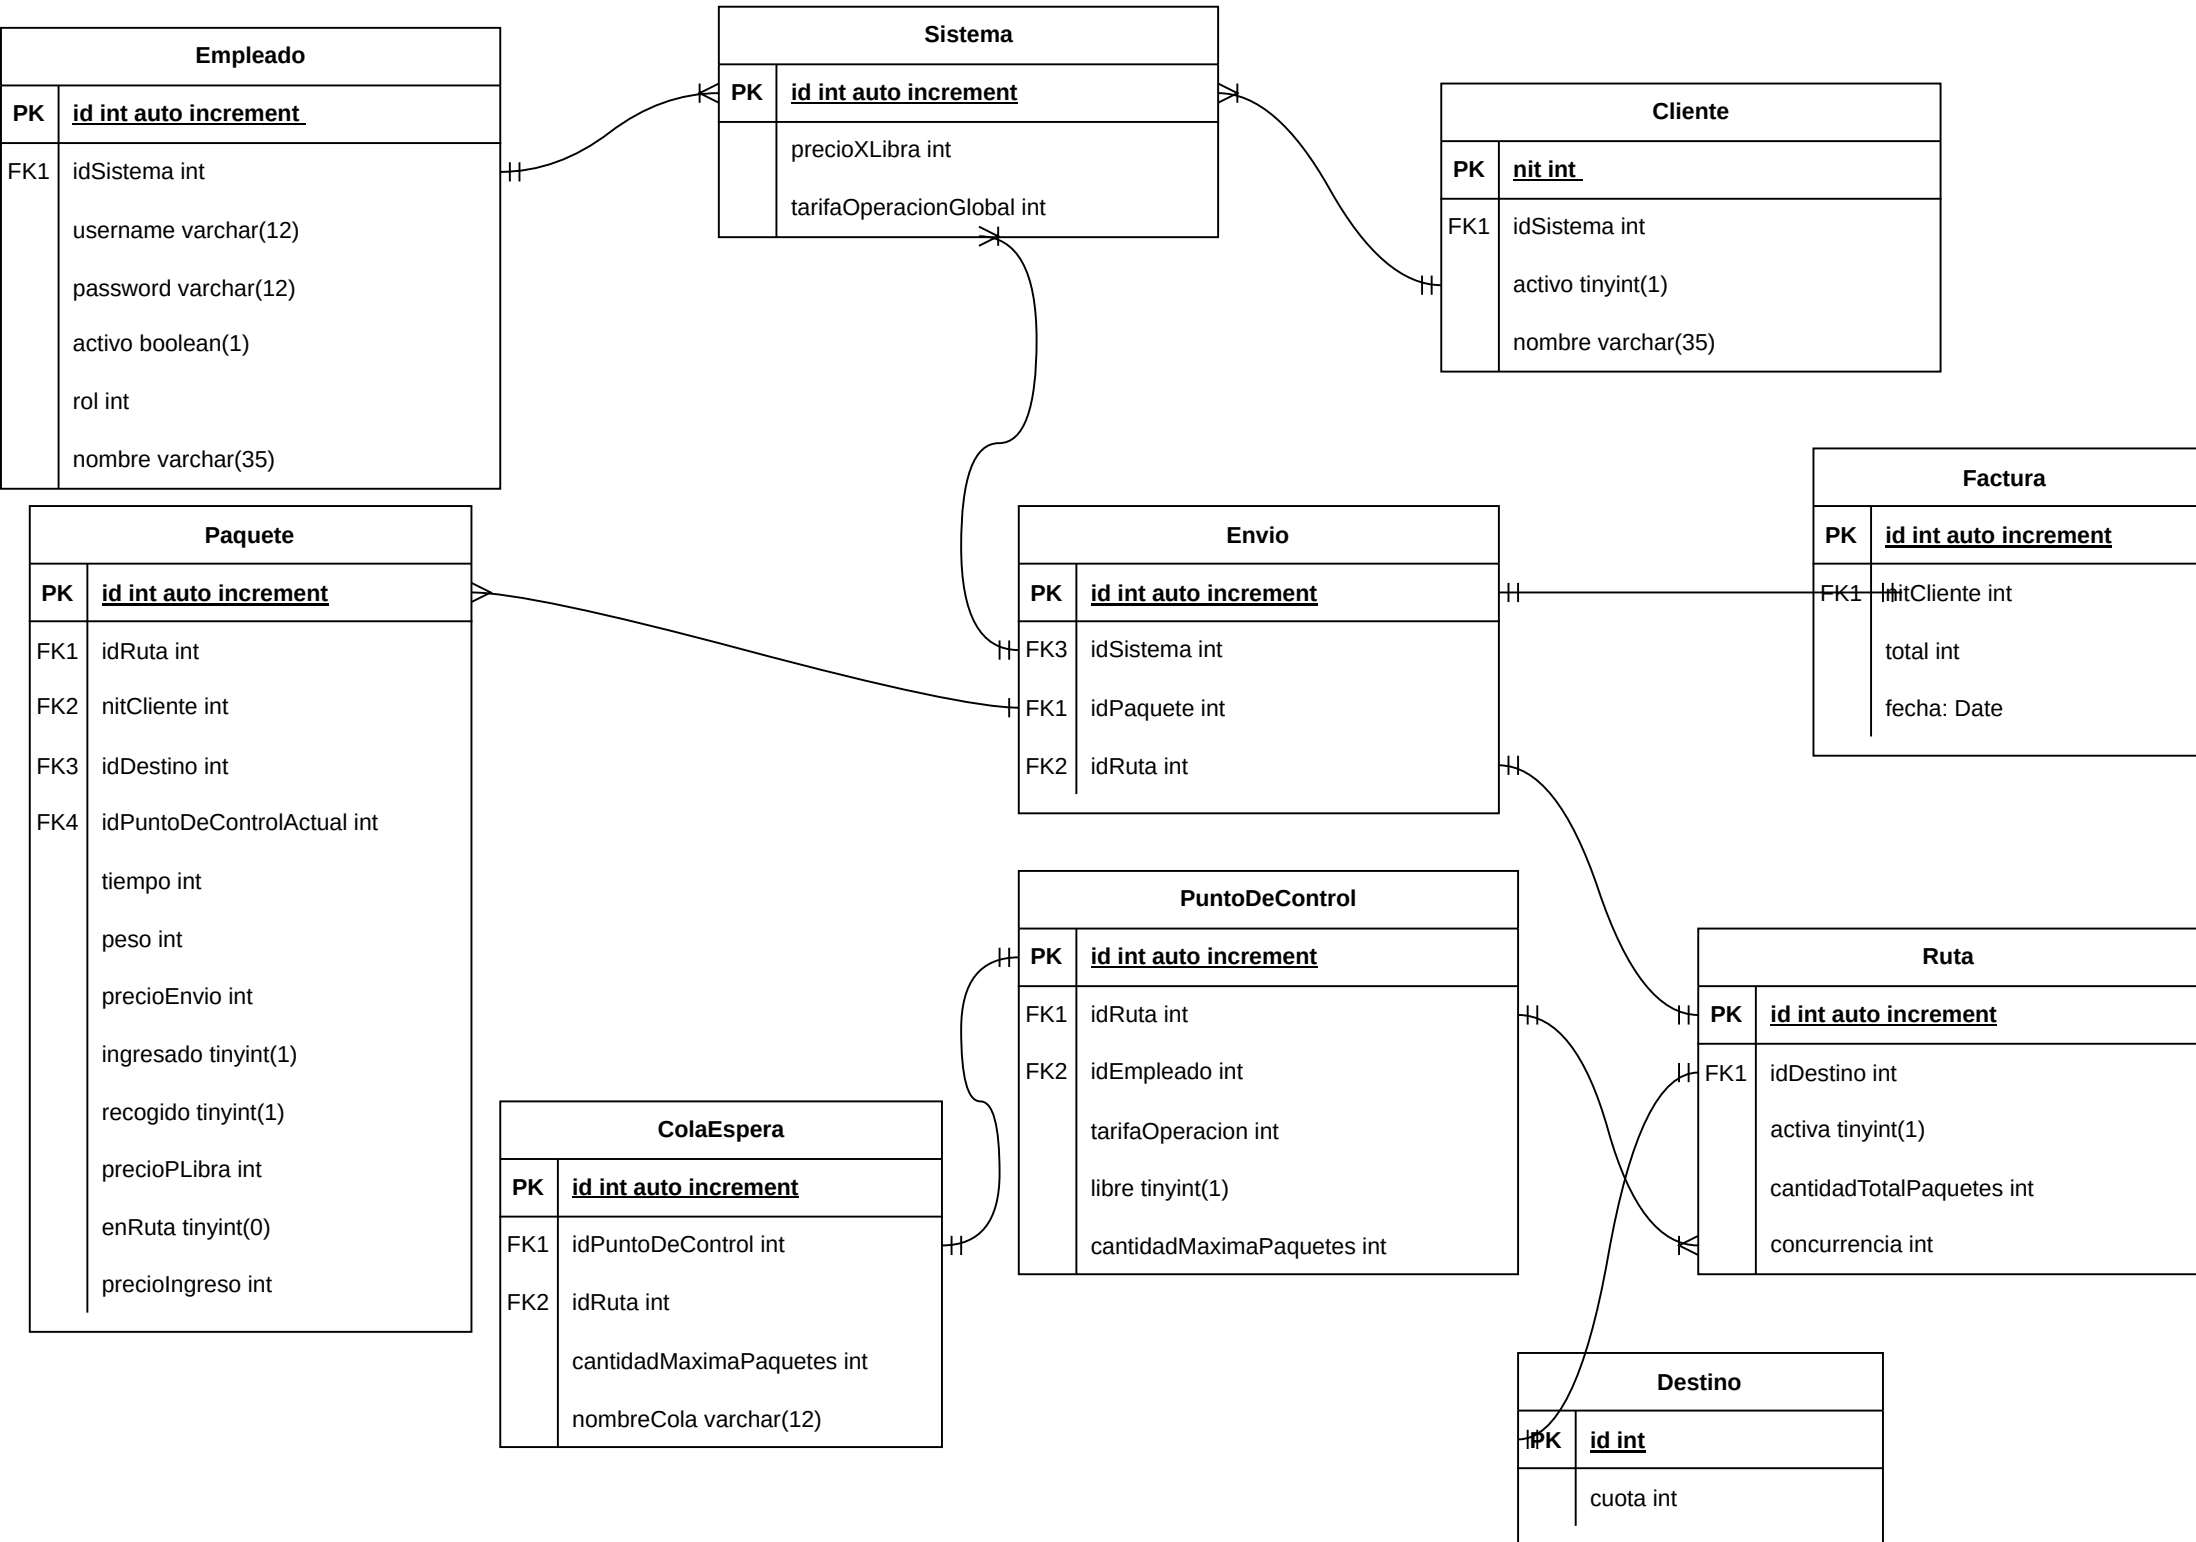 Empleado
PK id int auto increment
FK1 idSistema int
username varchar(12)
password varchar(12)
activo boolean(1)
rol int
nombre varchar(35)
Sistema
PK id int auto increment
precioXLibra int
tarifaOperacionGlobal int
Cliente
PK nit int
FK1 idSistema int
activo tinyint(1)
nombre varchar(35)
Paquete
PK id int auto increment
FK1 idRuta int
FK2 nitCliente int
FK3 idDestino int
FK4 idPuntoDeControlActual int
tiempo int
peso int
precioEnvio int
ingresado tinyint(1)
recogido tinyint(1)
precioPLibra int
enRuta tinyint(0)
precioIngreso int
Envio
PK id int auto increment
FK3 idSistema int
FK1 idPaquete int
FK2 idRuta int
Factura
PK id int auto increment
FK1 nitCliente int
total int
fecha: Date
PuntoDeControl
PK id int auto increment
FK1 idRuta int
FK2 idEmpleado int
tarifaOperacion int
libre tinyint(1)
cantidadMaximaPaquetes int
Ruta
PK id int auto increment
FK1 idDestino int
activa tinyint(1)
cantidadTotalPaquetes int
concurrencia int
ColaEspera
PK id int auto increment
FK1 idPuntoDeControl int
FK2 idRuta int
cantidadMaximaPaquetes int
nombreCola varchar(12)
Destino
PK id int
cuota int